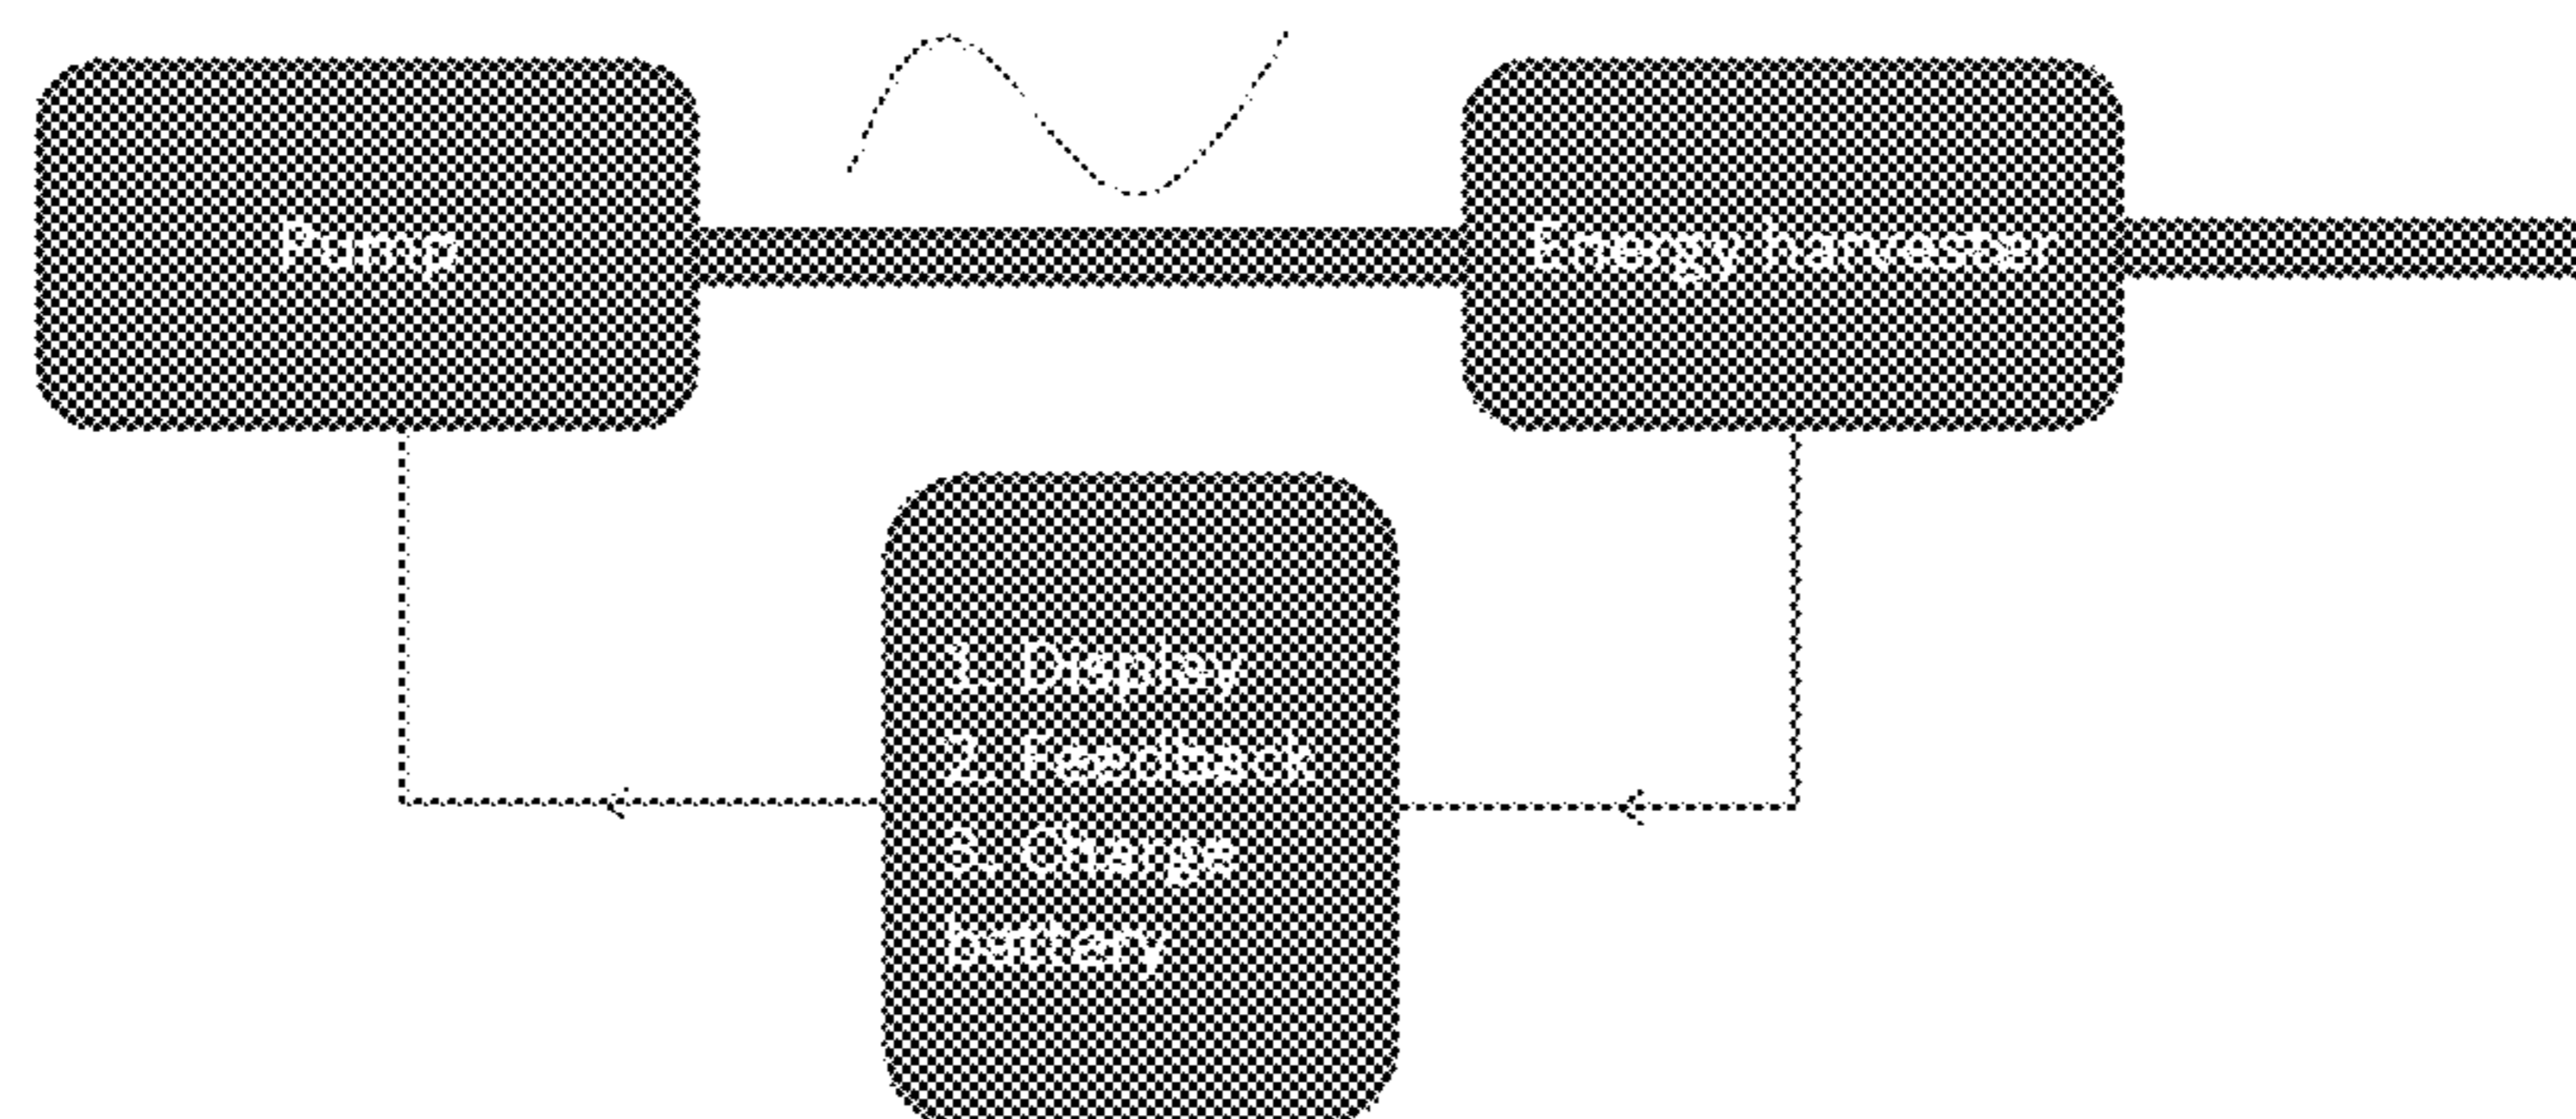 Pump
Energy harvester
1. Display
2. Feedback
3. Charge
battery